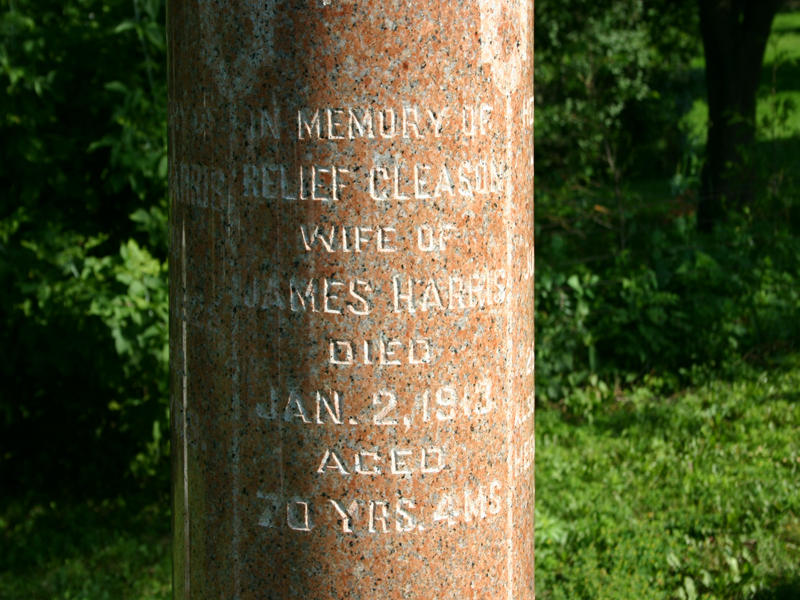 IN MEMORY OF
RELIEF GLEASON
WIFE OF
JAMES HARRIS
DIED
JAN. 2, 1913
AGED
70 YRS. 4 MS